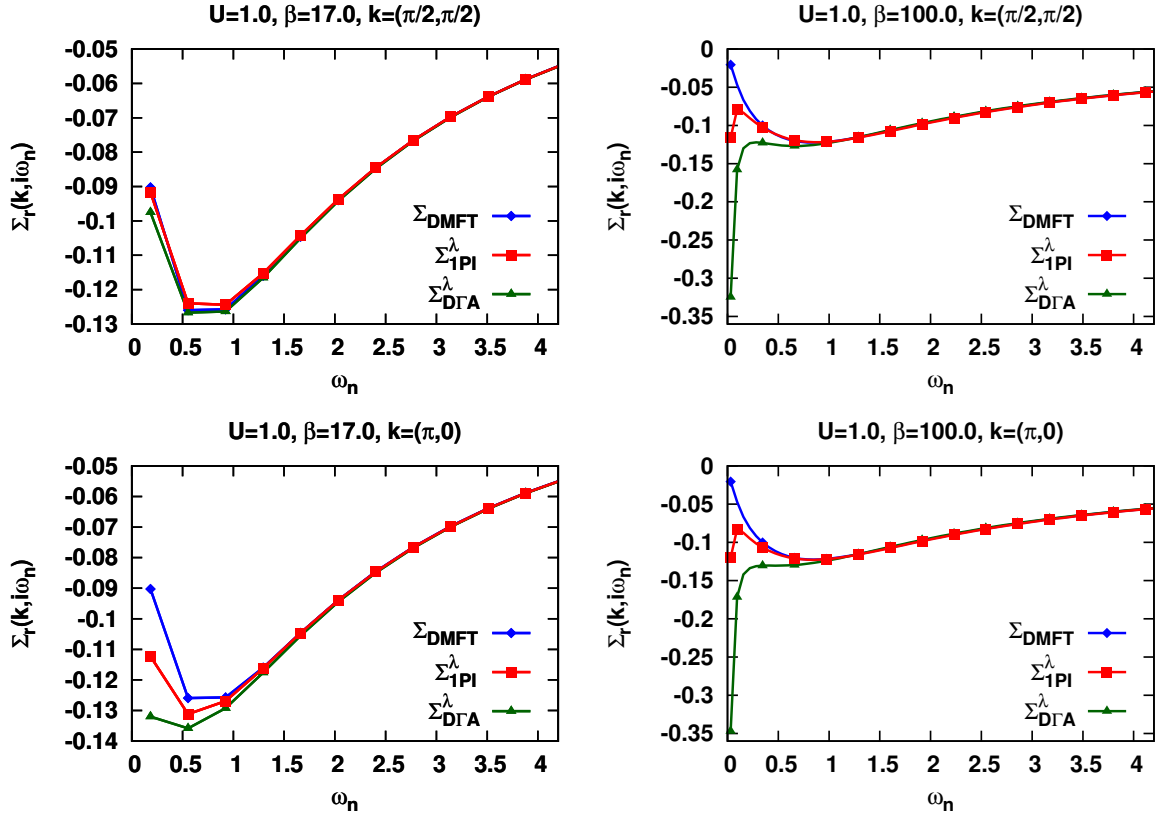 U=1.0, β=17.0, k=(π/2,π/2)
-0.05
-0.06
-0.07
-0.08
-0.09
-0.1
-0.11
-0.12
-0.13
0 0.5 1 1.5 2 2.5 3 3.5 4
Σr(k,iωn)
ωn
ΣDMFT
Σλ1PI
ΣλDΓA
U=1.0, β=100.0, k=(π/2,π/2)
0
-0.05
-0.1
-0.15
-0.2
-0.25
-0.3
-0.35
0 0.5 1 1.5 2 2.5 3 3.5 4
Σr(k,iωn)
ωn
ΣDMFT
Σλ1PI
ΣλDΓA
U=1.0, β=17.0, k=(π,0)
-0.05
-0.06
-0.07
-0.08
-0.09
-0.1
-0.11
-0.12
-0.13
-0.14
0 0.5 1 1.5 2 2.5 3 3.5 4
Σr(k,iωn)
ωn
ΣDMFT
Σλ1PI
ΣλDΓA
U=1.0, β=100.0, k=(π,0)
0
-0.05
-0.1
-0.15
-0.2
-0.25
-0.3
-0.35
0 0.5 1 1.5 2 2.5 3 3.5 4
Σr(k,iωn)
ωn
ΣDMFT
Σλ1PI
ΣλDΓA